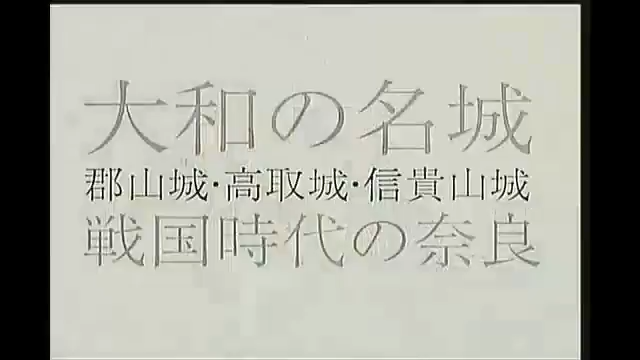 大和の名城
郡山城・高取城・信貴山城
戦国時代の奈良